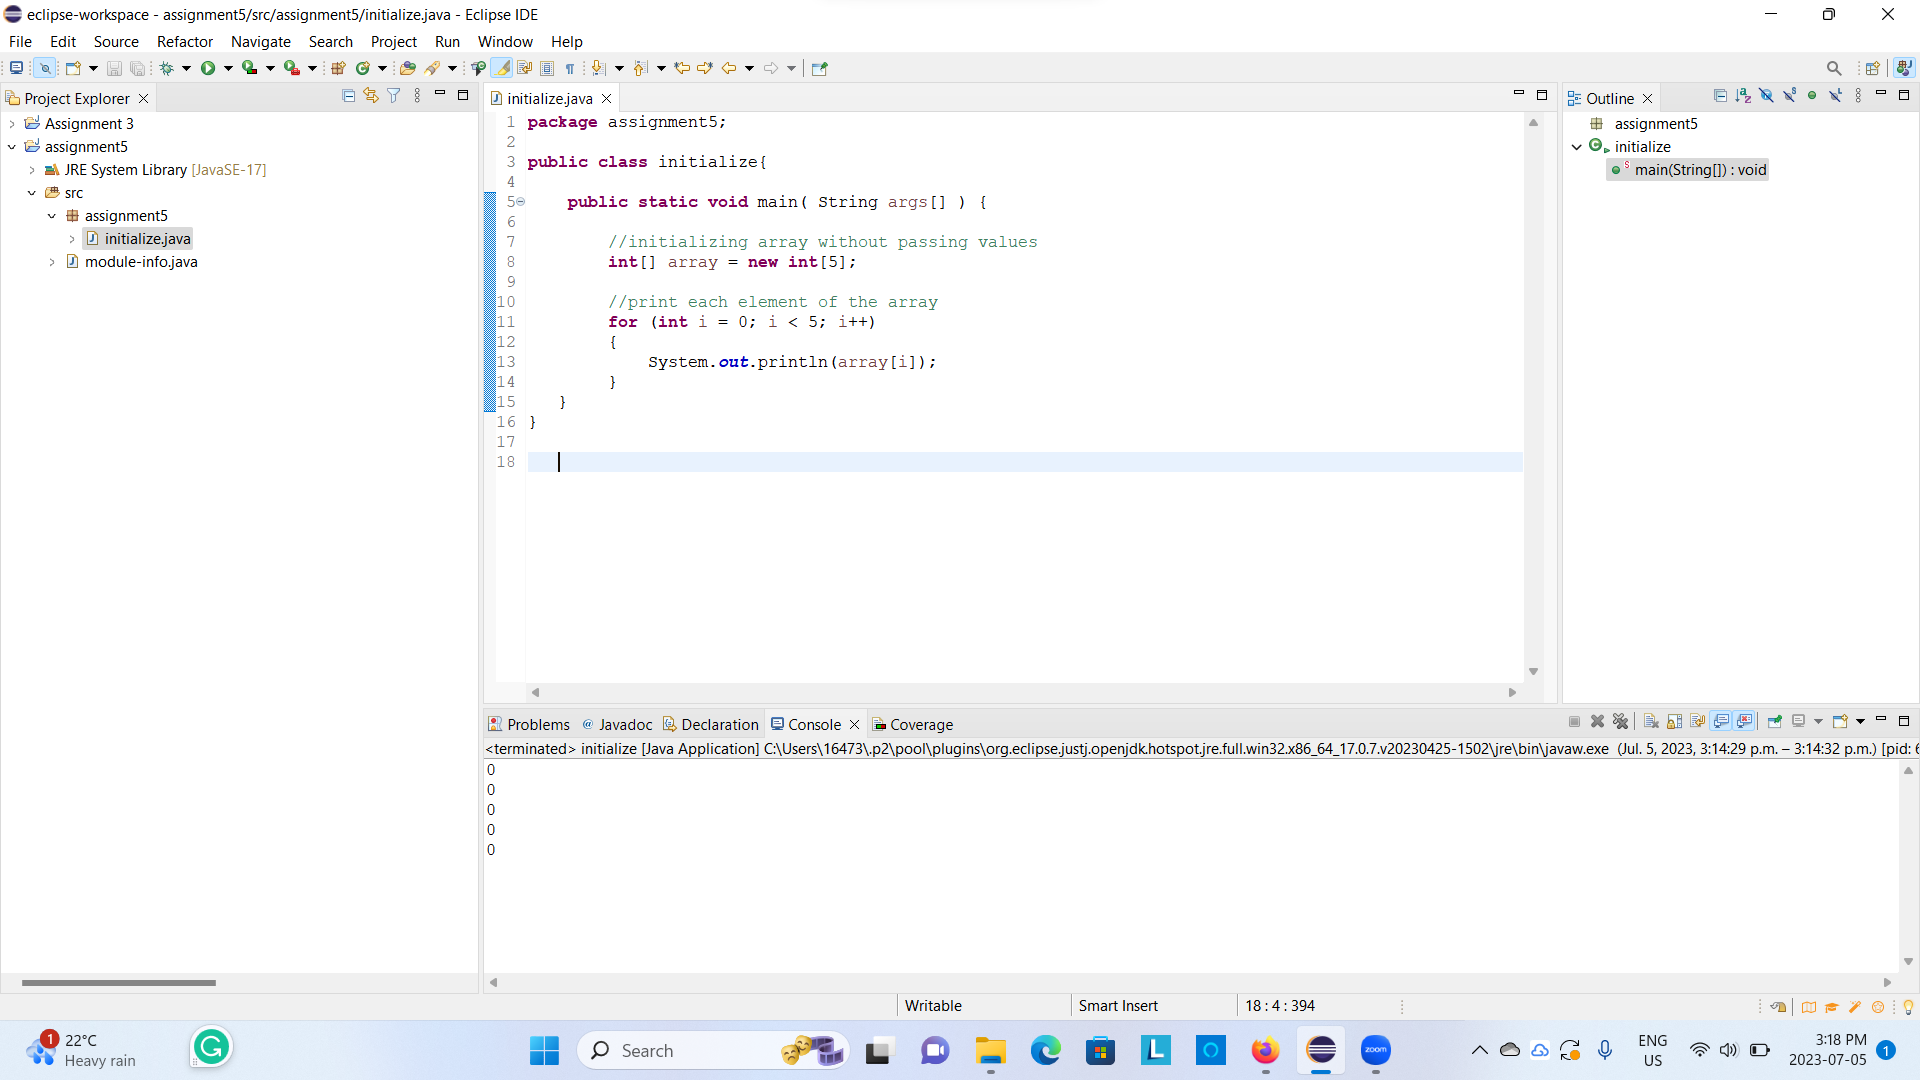 eclipse-workspace - assignment5/src/assignment5/initialize.java - Eclipse IDE
File Edit Source Refactor Navigate Search Project Run Window Help
Project Explorer
Assignment 3
assignment5
JRE System Library [JavaSE-17]
src
assignment5
initialize.java
module-info.java
initialize.java
1 package assignment5;
2
3 public class initialize{
4
5 public static void main( String args[] ) {
6
7 //initializing array without passing values
8 int[] array = new int[5];
9
10 //print each element of the array
11 for (int i = 0; i < 5; i++)
12 {
13 System.out.println(array[i]);
14 }
15 }
16 }
17
18
Outline
assignment5
initialize
main(String[]) : void
Problems @ Javadoc Declaration Console Coverage
<terminated> initialize [Java Application] C:\Users\16473\.p2\pool\plugins\org.eclipse.justj.openjdk.hotspot.jre.full.win32.x86_64_17.0.7.v20230425-1502\jre\bin\javaw.exe (Jul. 5, 2023, 3:14:29 p.m. – 3:14:32 p.m.) [pid: 6
0
0
0
0
0
Writable Smart Insert 18 : 4 : 394
1 22°C
Heavy rain
Search
zoom
ENG
US
3:18 PM
2023-07-05
1